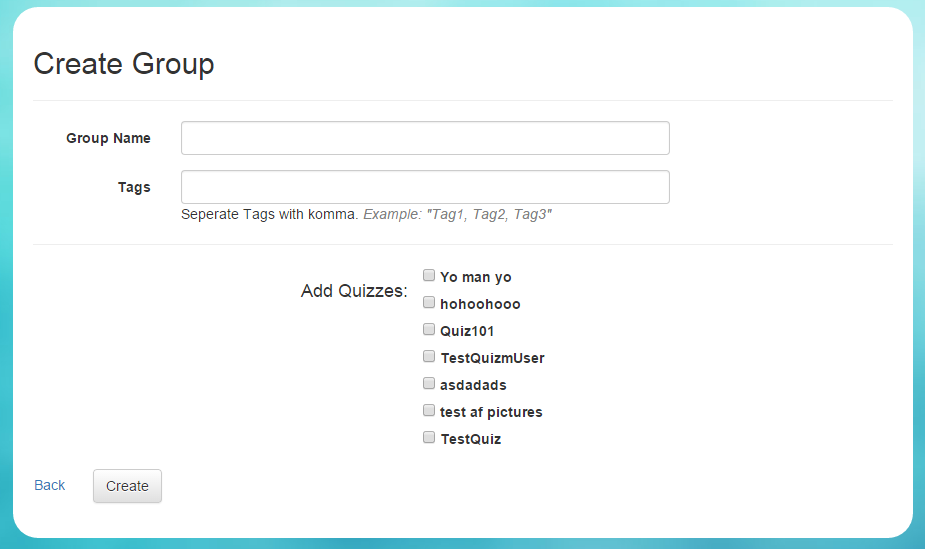 Create Group
Group Name
Tags
Seperate Tags with komma. Example: "Tag1, Tag2, Tag3"
Add Quizzes:
Yo man yo
hohoohooo
Quiz101
TestQuizmUser
asdadads
test af pictures
TestQuiz
Back
Create